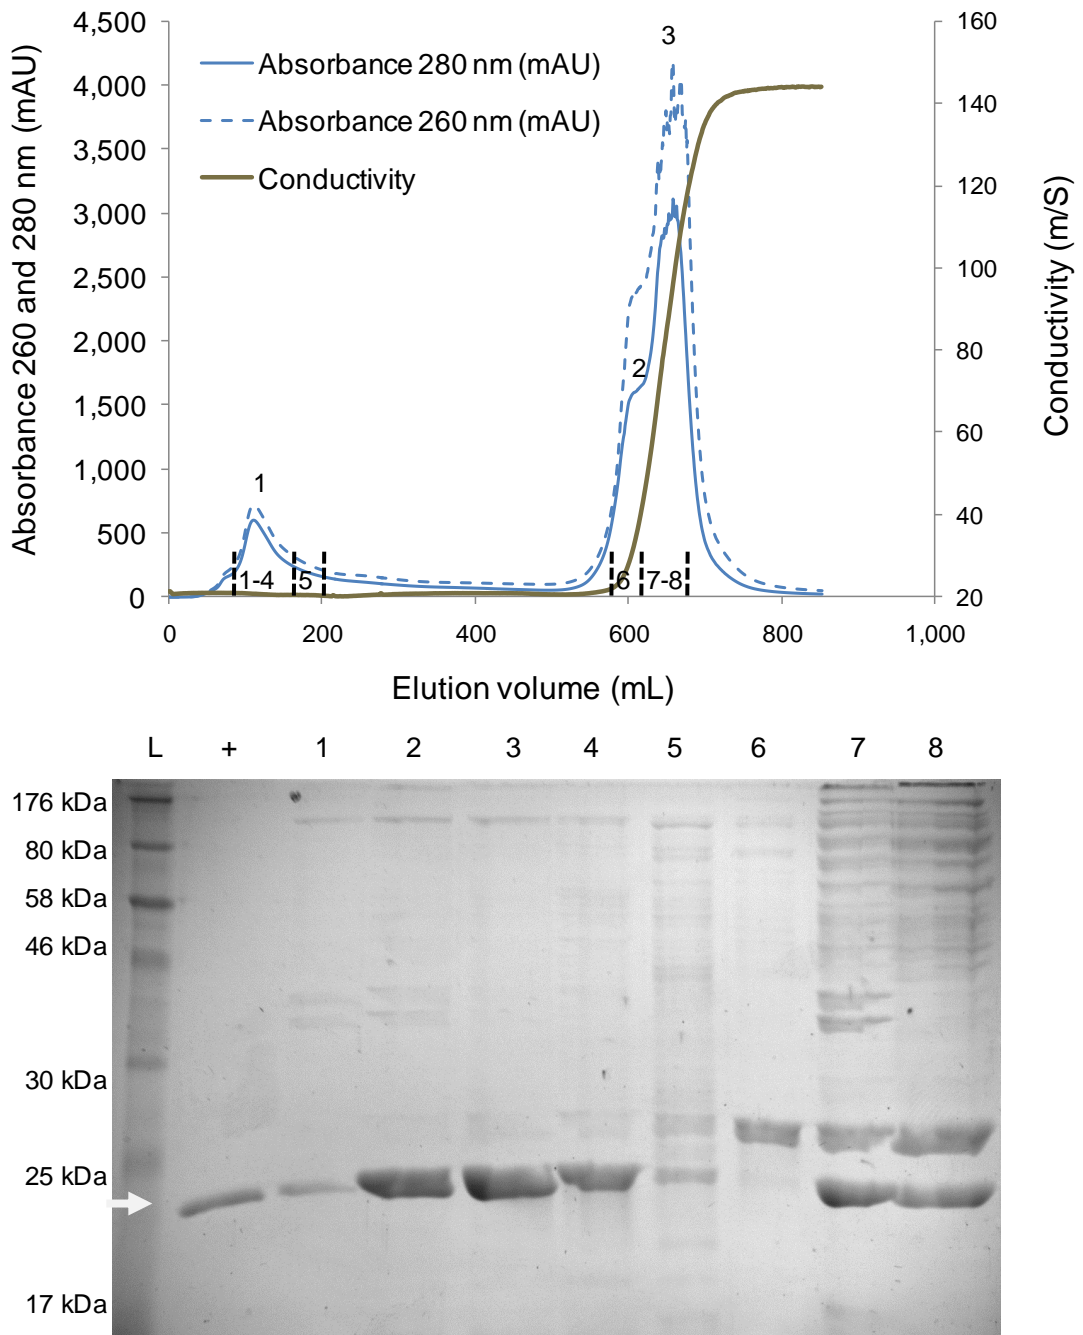 Absorbance 260 and 280 nm (mAU)
4,500
4,000
3,500
3,000
2,500
2,000
1,500
1,000
500
0
Absorbance 280 nm (mAU)
Absorbance 260 nm (mAU)
Conductivity
1
2
3
1-4
5
6
7-8
160
140
120
100
80
60
40
20
Conductivity (m/S)
0
200
400
600
800
1,000
Elution volume (mL)
L + 1 2 3 4 5 6 7 8
176 kDa
80 kDa
58 kDa
46 kDa
30 kDa
25 kDa
17 kDa